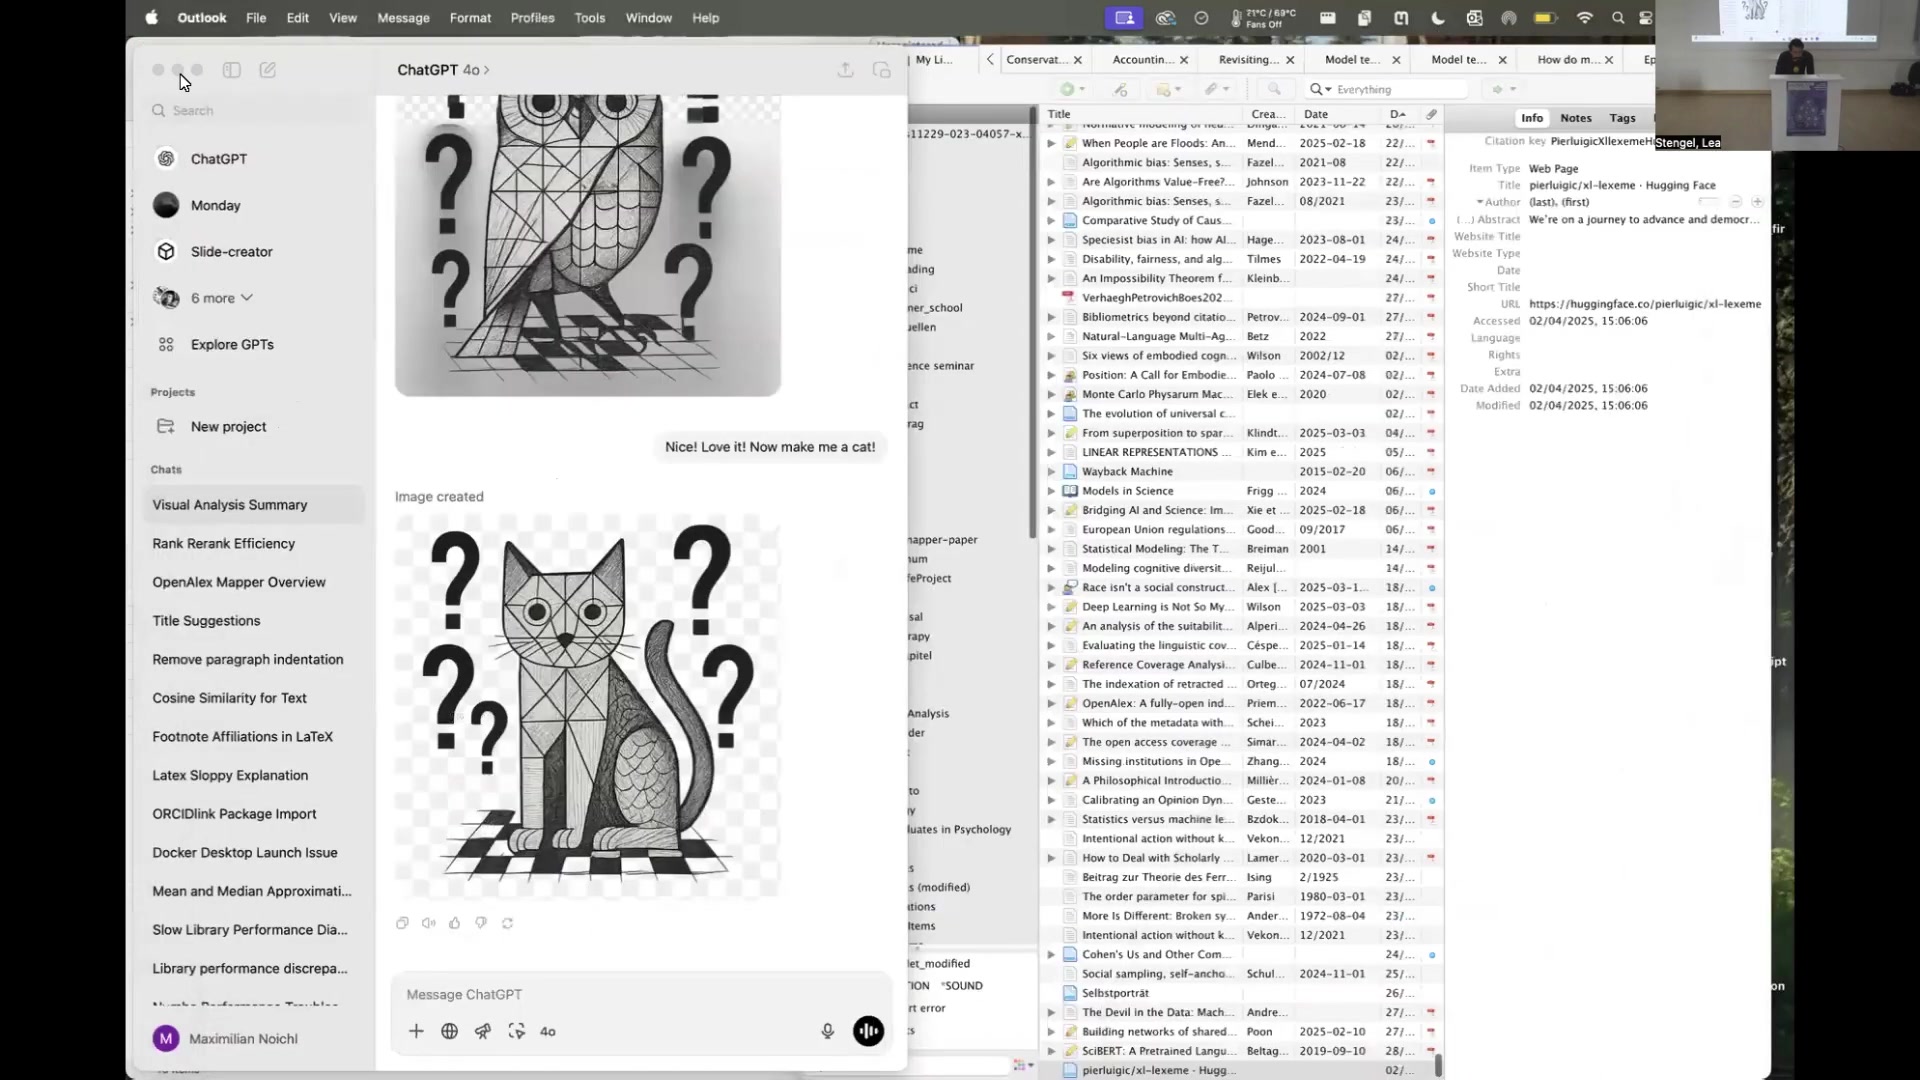 Outlook File Edit View Message Format Profiles Tools Window Help
71°C / 69°C
Fans Off
ChatGPT 4o
My Li...
Conservat...
Accountin...
Revisiting...
Model te...
Model te...
How do m...
Search
ChatGPT
Monday
Slide-creator
6 more
Explore GPTs
Projects
New project
Chats
Visual Analysis Summary
Rank Rerank Efficiency
OpenAlex Mapper Overview
Title Suggestions
Remove paragraph indentation
Cosine Similarity for Text
Footnote Affiliations in LaTeX
Latex Sloppy Explanation
ORCIDlink Package Import
Docker Desktop Launch Issue
Mean and Median Approximati...
Slow Library Performance Dia...
Library performance discrepa...
M Maximilian Noichl
? ? ? ?
Nice! Love it! Now make me a cat!
Image created
? ? ? ? ?
Message ChatGPT
4o
11229-023-04057-x...
ner_school
ence seminar
napper-paper
feProject
Analysis
luates in Psychology
(modified)
Items
let_modified
*SOUND
rt error
Everything
Title Crea... Date D...
When People are Floods: An... Mend... 2025-02-18 22/...
Algorithmic bias: Senses, s... Fazel... 2021-08 22/...
Are Algorithms Value-Free?... Johnson 2023-11-22 22/...
Algorithmic bias: Senses, s... Fazel... 08/2021 23/...
Comparative Study of Caus... 23/...
Speciesist bias in AI: how AI... Hage... 2023-08-01 24/...
Disability, fairness, and alg... Tilmes 2022-04-19 24/...
An Impossibility Theorem f... Kleinb... 24/...
VerhaeghPetrovichBoes202... 27/...
Bibliometrics beyond citatio... Petrov... 2024-09-01 27/...
Natural-Language Multi-Ag... Betz 2022 27/...
Six views of embodied cogn... Wilson 2002/12 02/...
Position: A Call for Embodie... Paolo ... 2024-07-08 02/...
Monte Carlo Physarum Mac... Elek e... 2020 02/...
The evolution of universal c... 02/...
From superposition to spar... Klindt... 2025-03-03 04/...
LINEAR REPRESENTATIONS ... Kim e... 2025 05/...
Wayback Machine 2015-02-20 06/...
Models in Science Frigg ... 2024 06/...
Bridging AI and Science: Im... Xie et ... 2025-02-18 06/...
European Union regulations... Good... 09/2017 06/...
Statistical Modeling: The T... Breiman 2001 14/...
Modeling cognitive diversit... Reijul... 14/...
Race isn't a social construct... Alex [... 2025-03-1... 18/...
Deep Learning is Not So My... Wilson 2025-03-03 18/...
An analysis of the suitabilit... Alperi... 2024-04-26 18/...
Evaluating the linguistic cov... Céspe... 2025-01-14 18/...
Reference Coverage Analysi... Culbe... 2024-11-01 18/...
The indexation of retracted ... Orteg... 07/2024 18/...
OpenAlex: A fully-open ind... Priem... 2022-06-17 18/...
Which of the metadata with... Schei... 2023 18/...
The open access coverage ... Simar... 2024-04-02 18/...
Missing institutions in Ope... Zhang... 2024 18/...
A Philosophical Introductio... Millièr... 2024-01-08 20/...
Calibrating an Opinion Dyn... Geste... 2023 21/...
Statistics versus machine le... Bzdok... 2018-04-01 23/...
Intentional action without k... Vekon... 12/2021 23/...
How to Deal with Scholarly ... Lamer... 2020-03-01 23/...
Beitrag zur Theorie des Ferr... Ising 2/1925 23/...
The order parameter for spi... Parisi 1980-03-01 23/...
More Is Different: Broken sy... Ander... 1972-08-04 23/...
Intentional action without k... Vekon... 12/2021 23/...
Cohen's Us and Other Com... 24/...
Social sampling, self-ancho... Schul... 2024-11-01 25/...
Selbstporträt 26/...
The Devil in the Data: Mach... Andre... 27/...
Building networks of shared... Poon 2025-02-10 27/...
SciBERT: A Pretrained Langu... Beltag... 2019-09-10 28/...
pierluigic/xl-lexeme · Hugg... 02/...
Info Notes Tags
Citation key PierluigicXllexemeH
Item Type Web Page
Title pierluigic/xl-lexeme · Hugging Face
Author (last), (first)
(...) Abstract We're on a journey to advance and democr...
Website Title
Website Type
Date
Short Title
URL https://huggingface.co/pierluigic/xl-lexeme
Accessed 02/04/2025, 15:06:06
Language
Rights
Extra
Date Added 02/04/2025, 15:06:06
Modified 02/04/2025, 15:06:06
Stengel, Lea